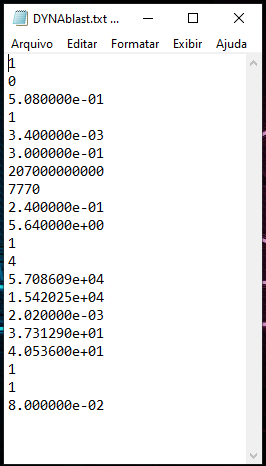 DYNAblast.txt ...
Arquivo Editar Formatar Exibir Ajuda
1
0
5.080000e-01
1
3.400000e-03
3.000000e-01
207000000000
7770
2.400000e-01
5.640000e+00
1
4
5.708609e+04
1.542025e+04
2.020000e-03
3.731290e+01
4.053600e+01
1
1
8.000000e-02